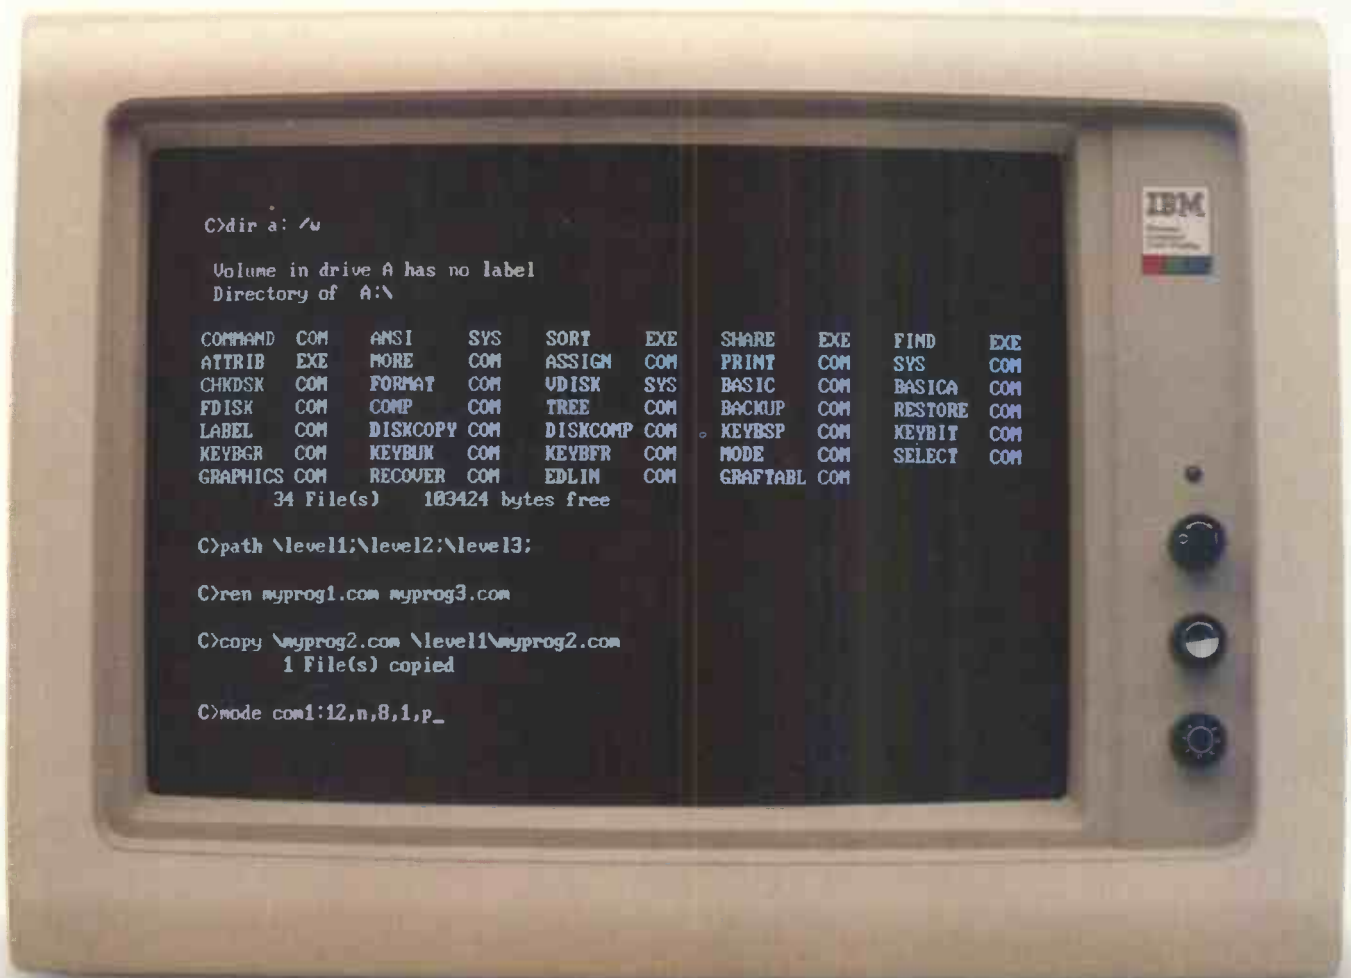 C>dir a: /w
Volume in drive A has no label
Directory of  A:\
COMMAND  COM  ANSI  SYS  SORT  EXE  SHARE  EXE  FIND  EXE
ATTRIB  EXE  MORE  COM  ASSIGN  COM  PRINT  COM  SYS  COM
CHKDSK  COM  FORMAT  COM  VDISK  SYS  BASIC  COM  BASICA  COM
FDISK  COM  COMP  COM  TREE  COM  BACKUP  COM  RESTORE  COM
LABEL  COM  DISKCOPY COM  DISKCOMP COM  KEYBSP  COM  KEYBIT  COM
KEYBGR  COM  KEYBUK  COM  KEYBFR  COM  MODE  COM  SELECT  COM
GRAPHICS COM  RECOVER  COM  EDLIN  COM  GRAFTABL COM
34 File(s)  103424 bytes free
C>path \level1;\level2;\level3;
C>ren myprog1.com myprog3.com
C>copy \myprog2.com \level1\myprog2.com
1 File(s) copied
C>mode com1:12,n,8,1,p_
IBM